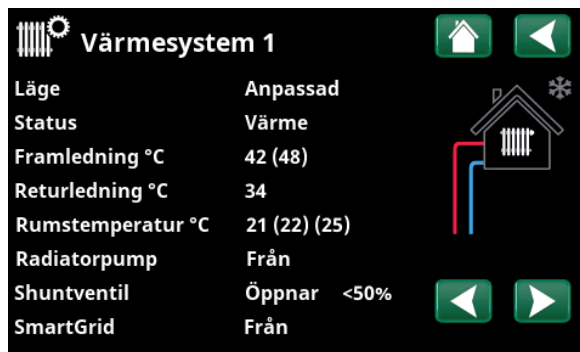 Värmesystem 1
Läge Anpassad
Status Värme
Framledning °C 42 (48)
Returledning °C 34
Rumstemperatur °C 21 (22) (25)
Radiatorpump Från
Shuntventil Öppnar <50%
SmartGrid Från